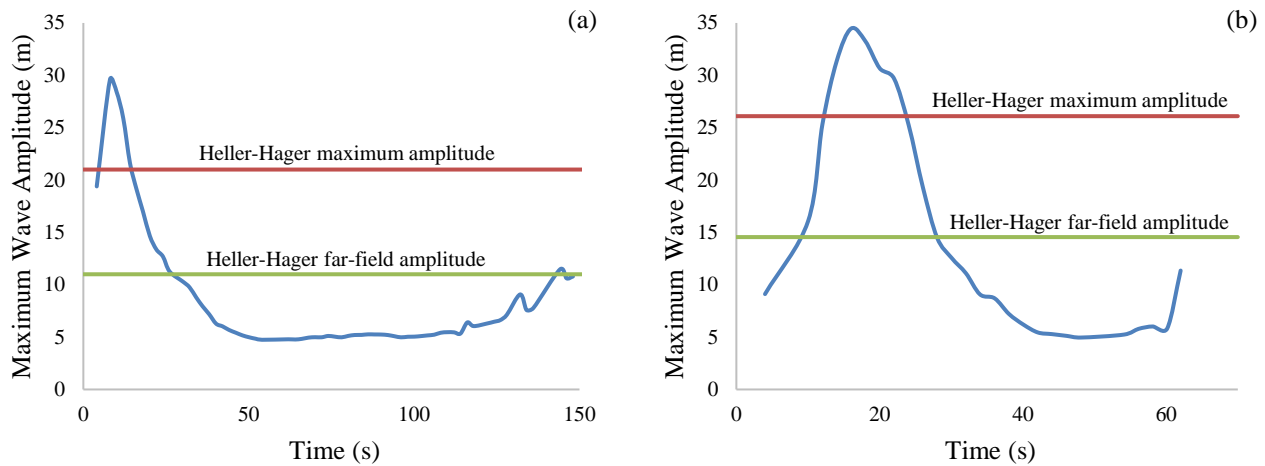 (a)
Maximum Wave Amplitude (m)
35
30
25
20
15
10
5
0
Heller-Hager maximum amplitude
Heller-Hager far-field amplitude
0 50 100 150
Time (s)
(b)
Maximum Wave Amplitude (m)
35
30
25
20
15
10
5
0
Heller-Hager maximum amplitude
Heller-Hager far-field amplitude
0 20 40 60
Time (s)